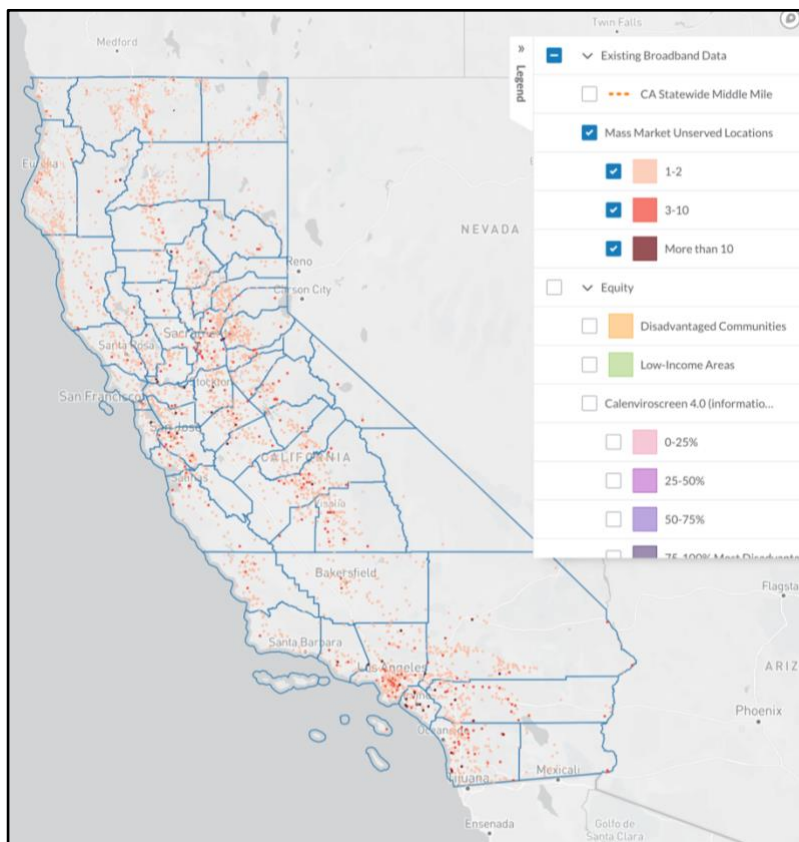 Twin Falls
Medford
Legend
Existing Broadband Data
CA Statewide Middle Mile
Mass Market Unserved Locations
1-2
3-10
More than 10
Equity
Disadvantaged Communities
Low-Income Areas
Calenviroscreen 4.0 (informatio...
0-25%
25-50%
50-75%
Eureka
NEVADA
Reno
Carson City
Sacramento
Santa Rosa
Stockton
San Francisco
San Jose
CALIFORNIA
Salinas
Visalia
Bakersfield
Flagsta
Santa Barbara
Los Angeles
ARIZ
Phoenix
Oceanside
Tijuana
Mexicali
Ensenada
Golfo de
Santa Clara